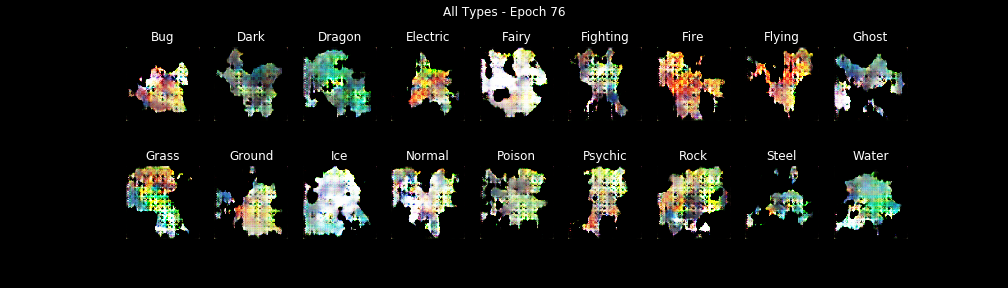 All Types - Epoch 76
Bug Dark Dragon Electric Fairy Fighting Fire Flying Ghost
Grass Ground Ice Normal Poison Psychic Rock Steel Water